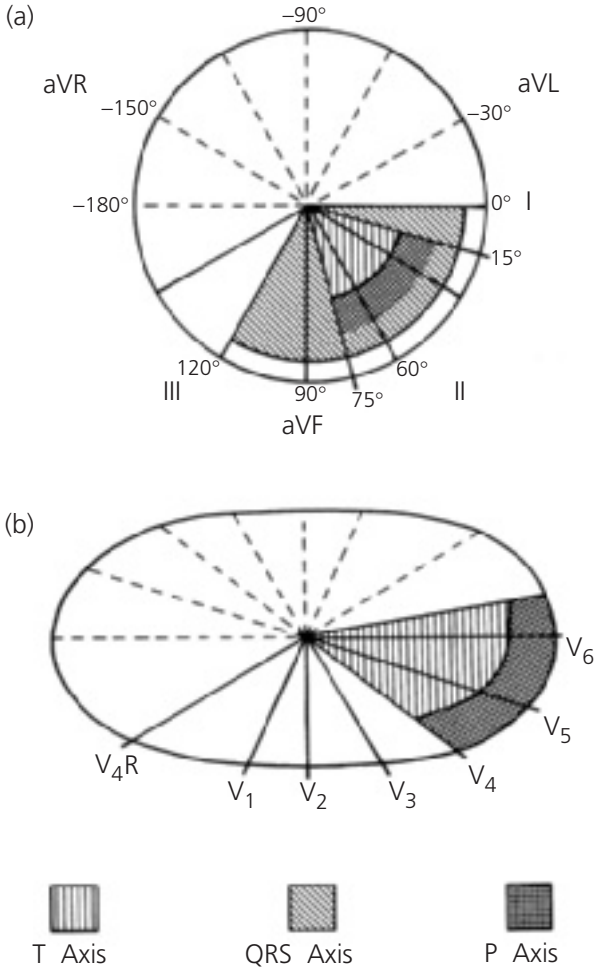 (a)
–90°
aVR
aVL
–150°
–30°
–180°
0° I
15°
120°
60°
III
90°
75°
II
aVF
(b)
V6
V5
V4R
V1
V2
V3
V4
T Axis
QRS Axis
P Axis